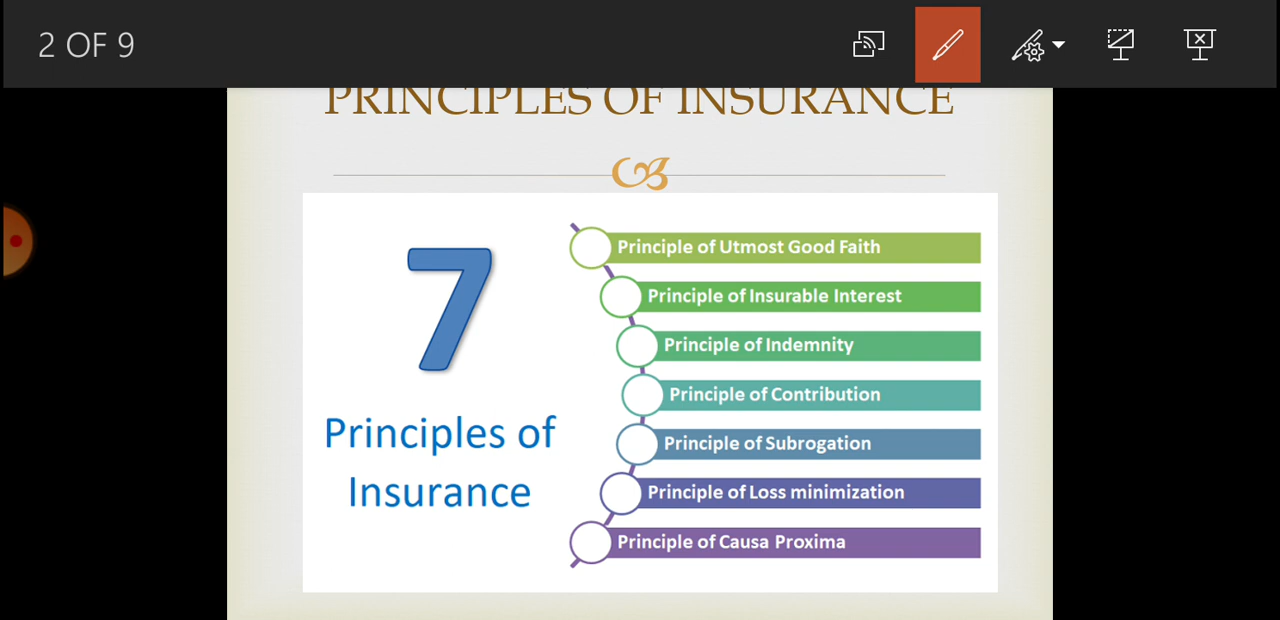 2 OF 9
PRINCIPLES OF INSURANCE
7
Principles of
Insurance
Principle of Utmost Good Faith
Principle of Insurable Interest
Principle of Indemnity
Principle of Contribution
Principle of Subrogation
Principle of Loss minimization
Principle of Causa Proxima